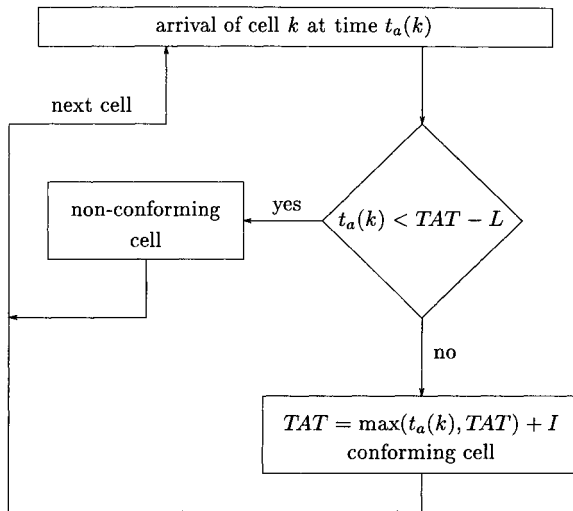 arrival of cell k at time t_a(k)
next cell
yes
non-conforming
cell
t_a(k) < TAT − L
no
TAT = max(t_a(k), TAT) + I
conforming cell